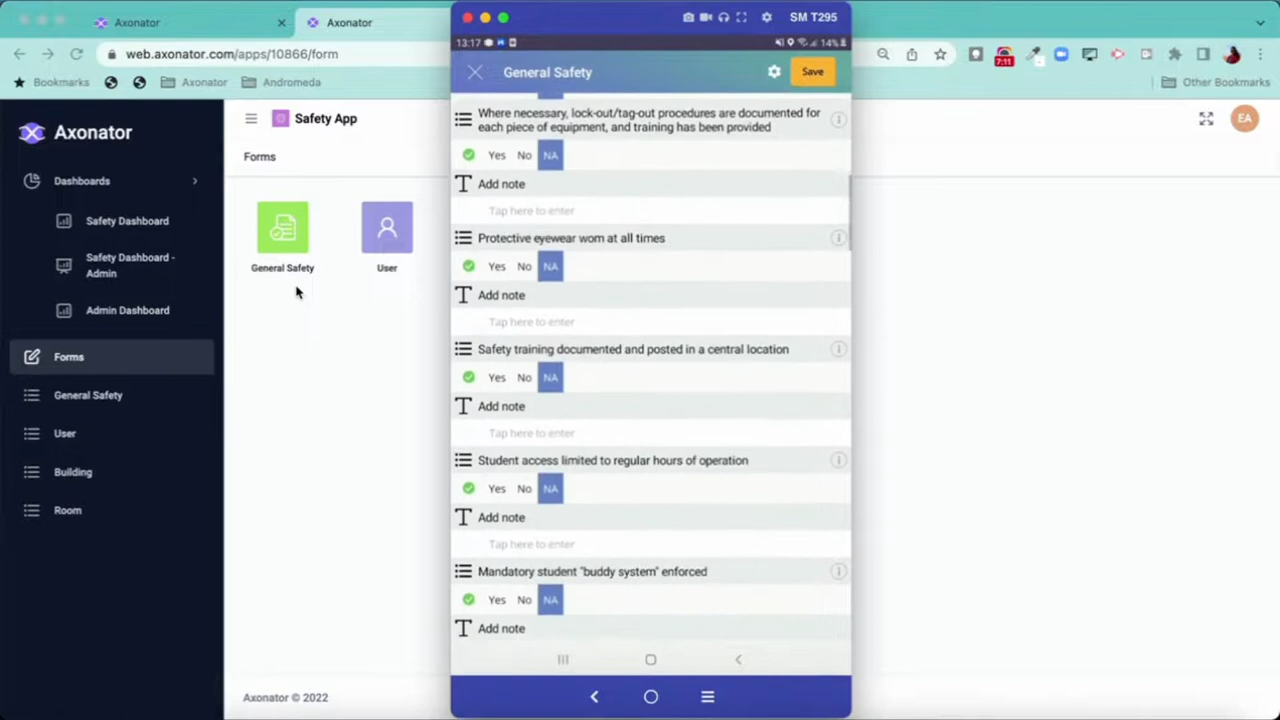 Axonator
Axonator
SM T295
13:17
14%
web.axonator.com/apps/10866/form
7:11
Bookmarks
Axonator
Andromeda
Other Bookmarks
Axonator
Safety App
EA
Forms
Dashboards
Safety Dashboard
Safety Dashboard -
Admin
Admin Dashboard
Forms
General Safety
User
Building
Room
General Safety
User
Axonator © 2022
General Safety
Save
Where necessary, lock-out/tag-out procedures are documented for
each piece of equipment, and training has been provided
Yes No NA
Add note
Tap here to enter
Protective eyewear worn at all times
Yes No NA
Add note
Tap here to enter
Safety training documented and posted in a central location
Yes No NA
Add note
Tap here to enter
Student access limited to regular hours of operation
Yes No NA
Add note
Tap here to enter
Mandatory student "buddy system" enforced
Yes No NA
Add note